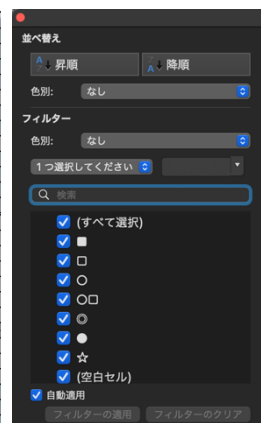 並べ替え
昇順 降順
色別: なし
フィルター
色別: なし
1つ選択してください
検索
(すべて選択)
■
□
○
○□
◎
●
☆
(空白セル)
自動適用
フィルターの適用 フィルターのクリア